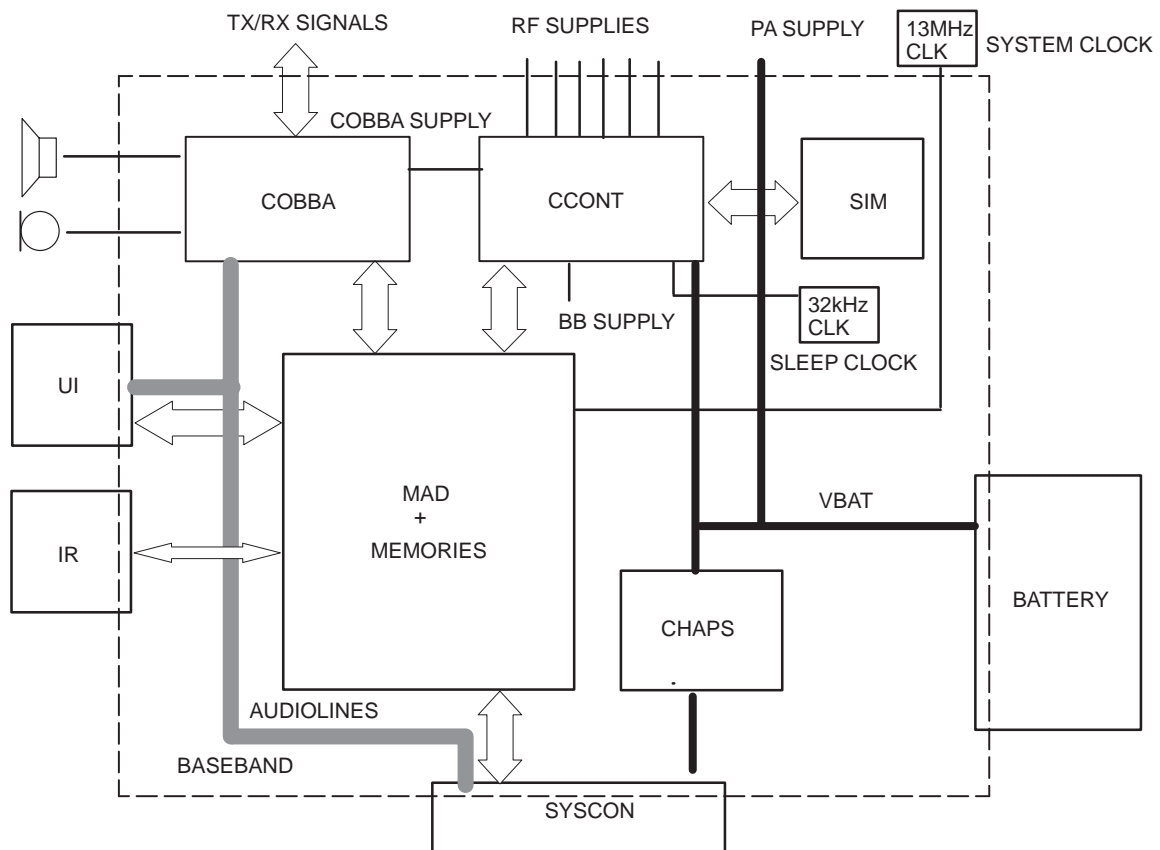 TX/RX SIGNALS
RF SUPPLIES
PA SUPPLY
13MHz
CLK
SYSTEM CLOCK
COBBA SUPPLY
COBBA
CCONT
SIM
BB SUPPLY
32kHz
CLK
SLEEP CLOCK
UI
MAD
+
MEMORIES
VBAT
IR
BATTERY
CHAPS
AUDIOLINES
BASEBAND
SYSCON